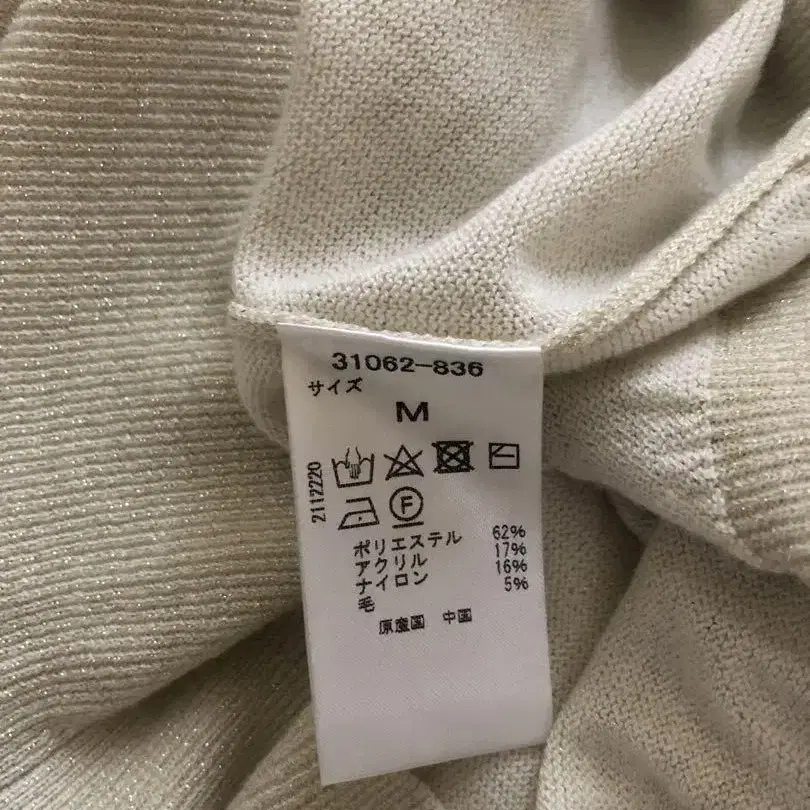 31062-836
サイズ
M
2112220
F
ポリエステル 62%
アクリル 17%
ナイロン 16%
毛 5%
原産国 中国